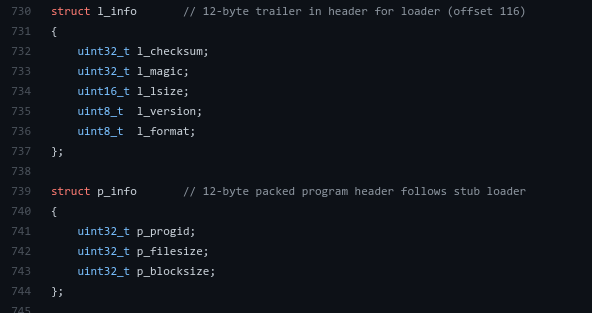 730 struct l_info       // 12-byte trailer in header for loader (offset 116)
731 {
732     uint32_t l_checksum;
733     uint32_t l_magic;
734     uint16_t l_lsize;
735     uint8_t  l_version;
736     uint8_t  l_format;
737 };
738
739 struct p_info       // 12-byte packed program header follows stub loader
740 {
741     uint32_t p_progid;
742     uint32_t p_filesize;
743     uint32_t p_blocksize;
744 };
745